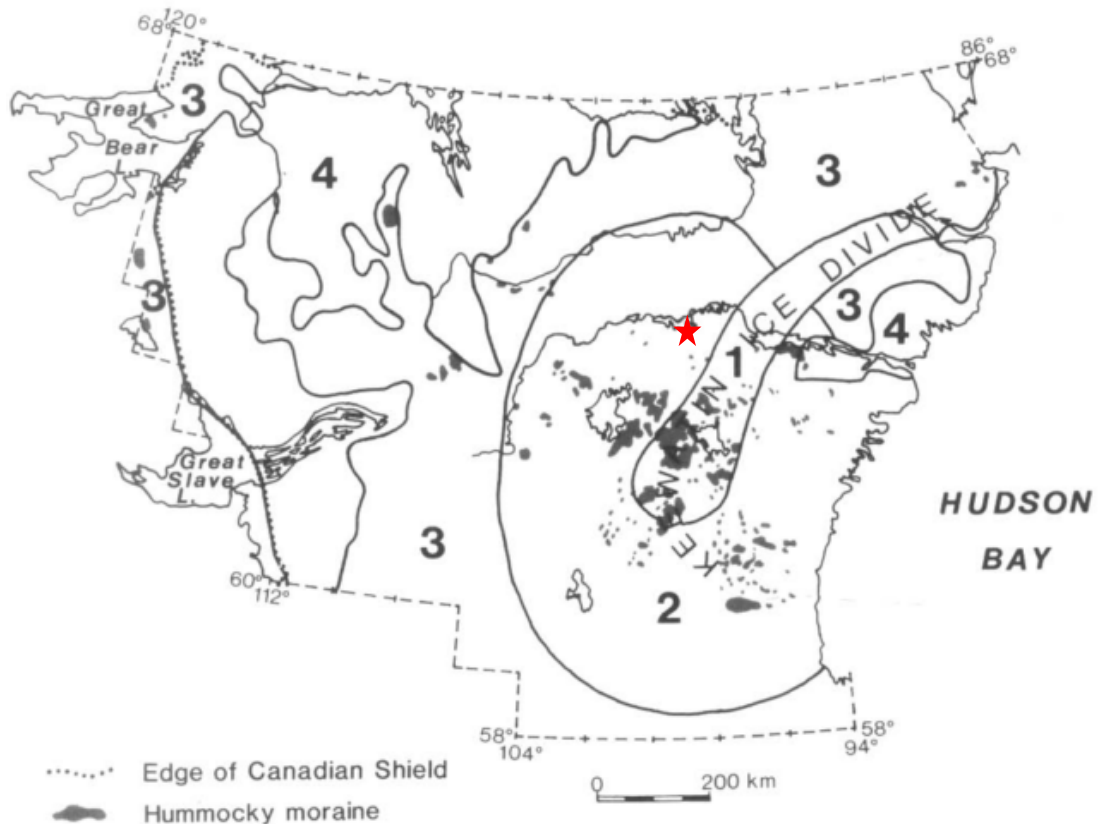 120°
68°
86°
68°
3
Great
Bear
L.
4
3
KEEWATIN ICE DIVIDE
3
3
4
1
Great
Slave
L.
3
HUDSON
BAY
60°
112°
2
58°
104°
58°
94°
Edge of Canadian Shield
0 200 km
Hummocky moraine